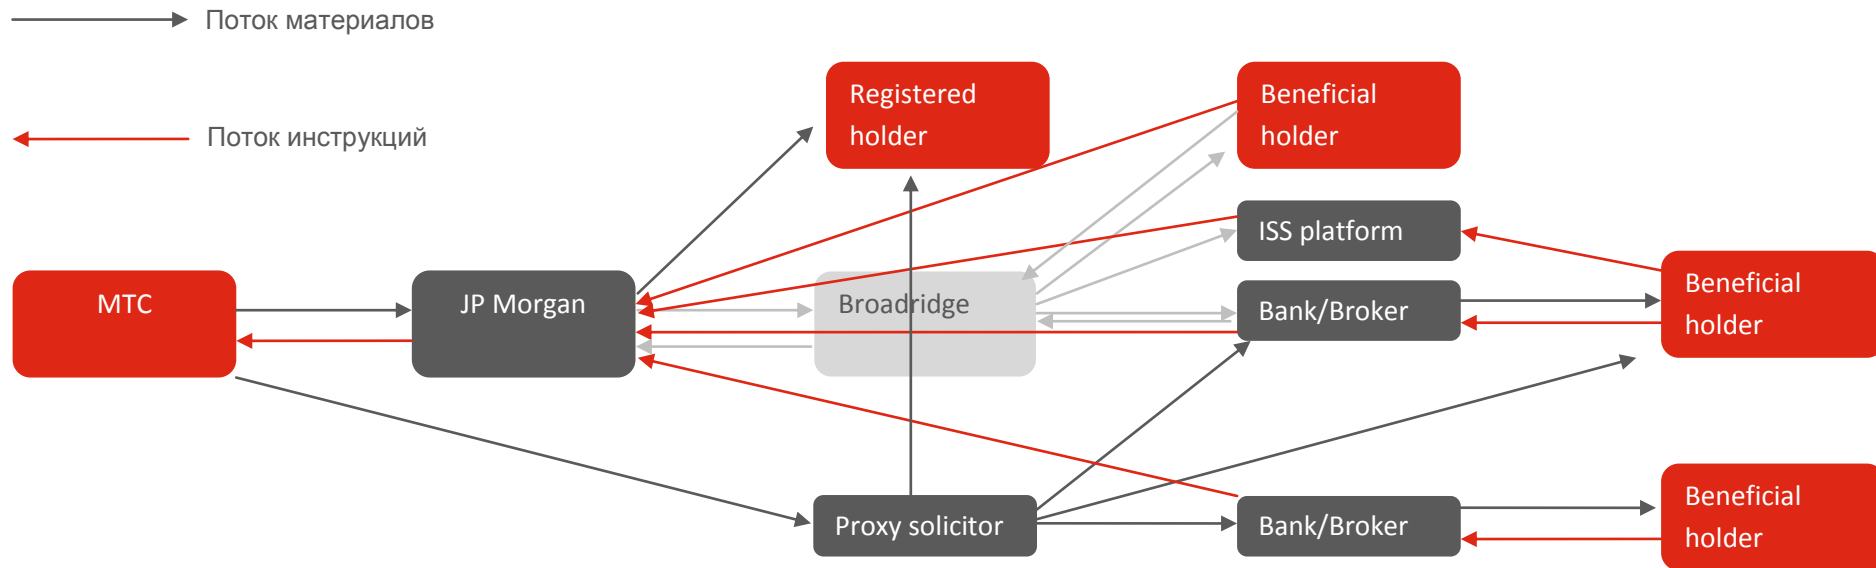 Поток материалов
Поток инструкций
Registered
holder
Beneficial
holder
ISS platform
МТС
JP Morgan
Broadridge
Bank/Broker
Beneficial
holder
Proxy solicitor
Bank/Broker
Beneficial
holder